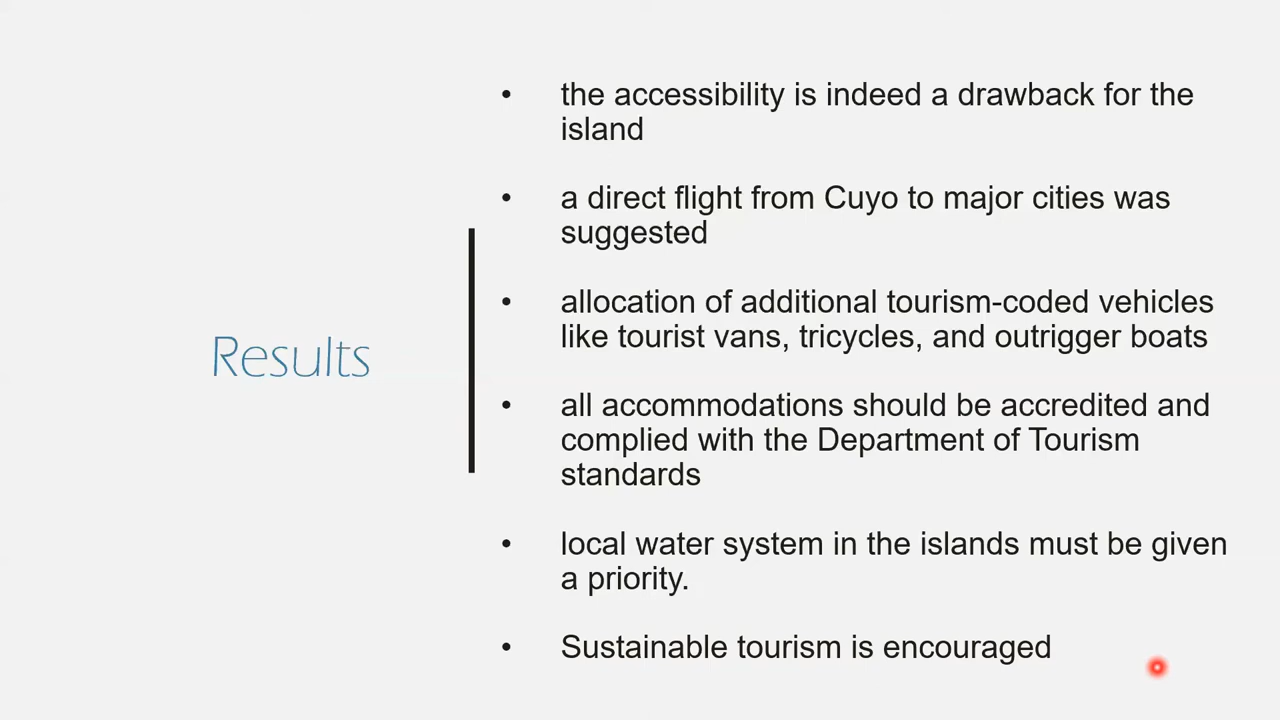 Results
• the accessibility is indeed a drawback for the
island
• a direct flight from Cuyo to major cities was
suggested
• allocation of additional tourism-coded vehicles
like tourist vans, tricycles, and outrigger boats
• all accommodations should be accredited and
complied with the Department of Tourism
standards
• local water system in the islands must be given
a priority.
• Sustainable tourism is encouraged